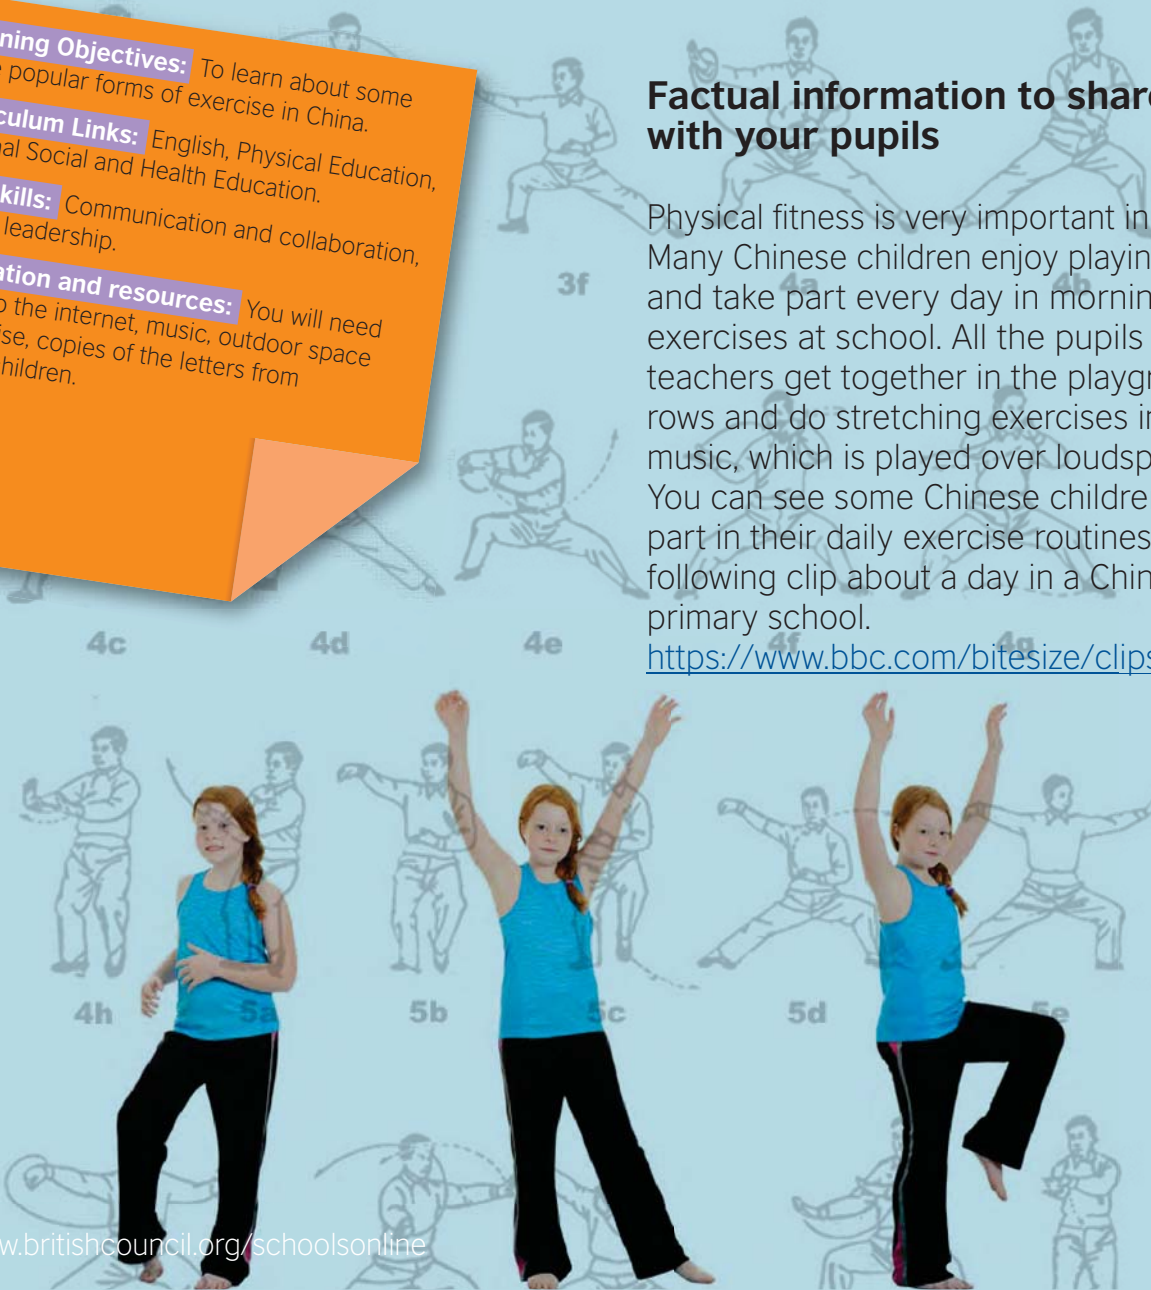 ning Objectives: To learn about some
popular forms of exercise in China.
culum Links: English, Physical Education,
al Social and Health Education.
kills: Communication and collaboration,
leadership.
ation and resources: You will need
o the internet, music, outdoor space
ise, copies of the letters from
hildren.
Factual information to share
with your pupils
Physical fitness is very important in
Many Chinese children enjoy playin
and take part every day in mornin
exercises at school. All the pupils
teachers get together in the playgr
rows and do stretching exercises in
music, which is played over loudsp
You can see some Chinese childre
part in their daily exercise routines
following clip about a day in a Chin
primary school.
https://www.bbc.com/bitesize/clips
3f 4a 4b
4c 4d 4e 4f 4g
4h 5a 5b 5c 5d 5e
w.britishcouncil.org/schoolsonline